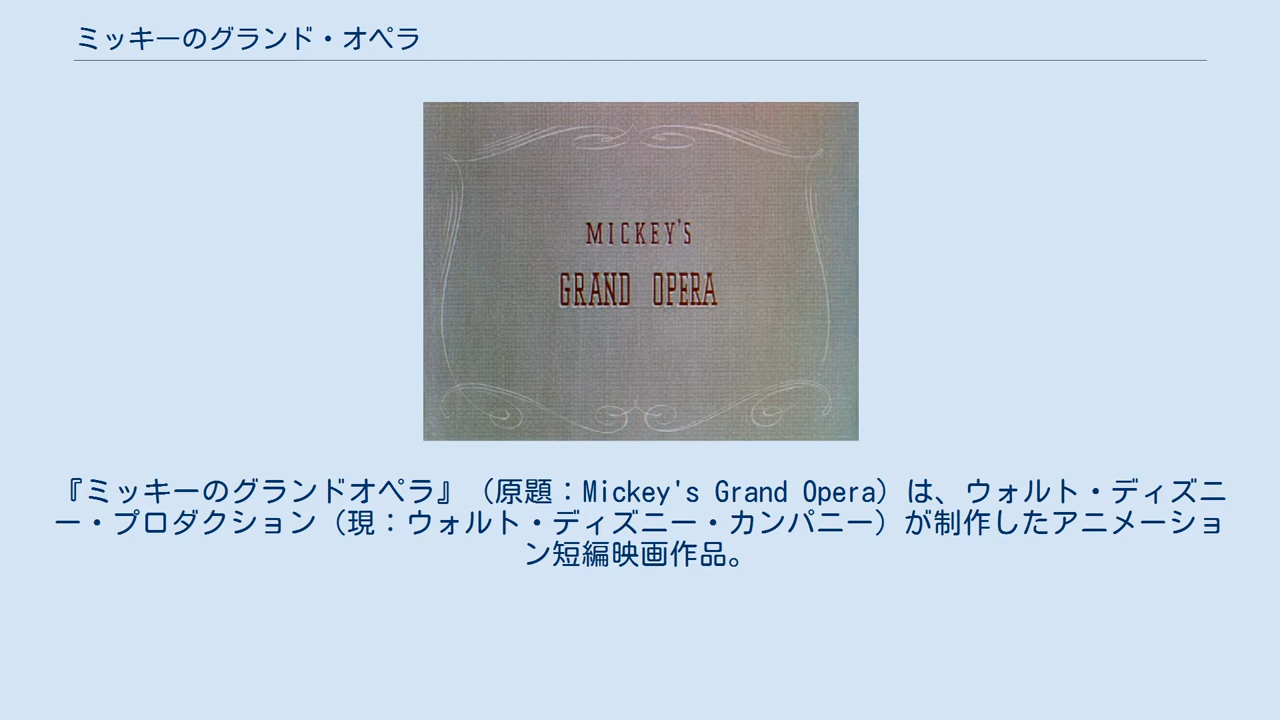 ミッキーのグランド・オペラ
MICKEY'S
GRAND OPERA
『ミッキーのグランドオペラ』（原題：Mickey's Grand Opera）は、ウォルト・ディズニ
ー・プロダクション（現：ウォルト・ディズニー・カンパニー）が制作したアニメーショ
ン短編映画作品。